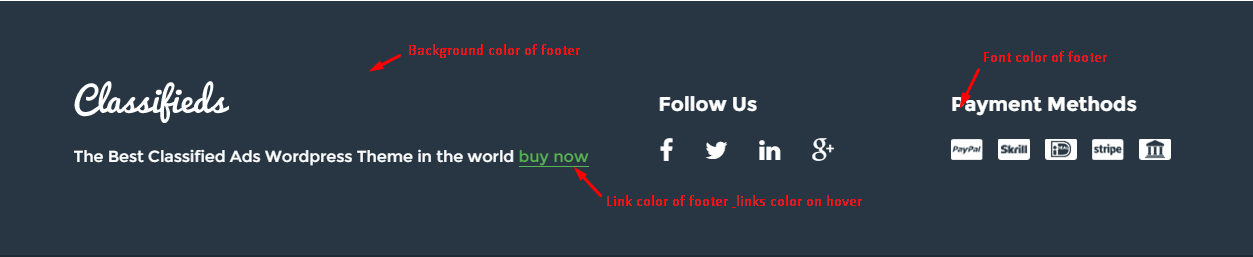 Background color of footer
Font color of footer
Classifieds
Follow Us
Payment Methods
The Best Classified Ads Wordpress Theme in the world buy now
PayPal Skrill iD stripe
Link color of footer ,links color on hover